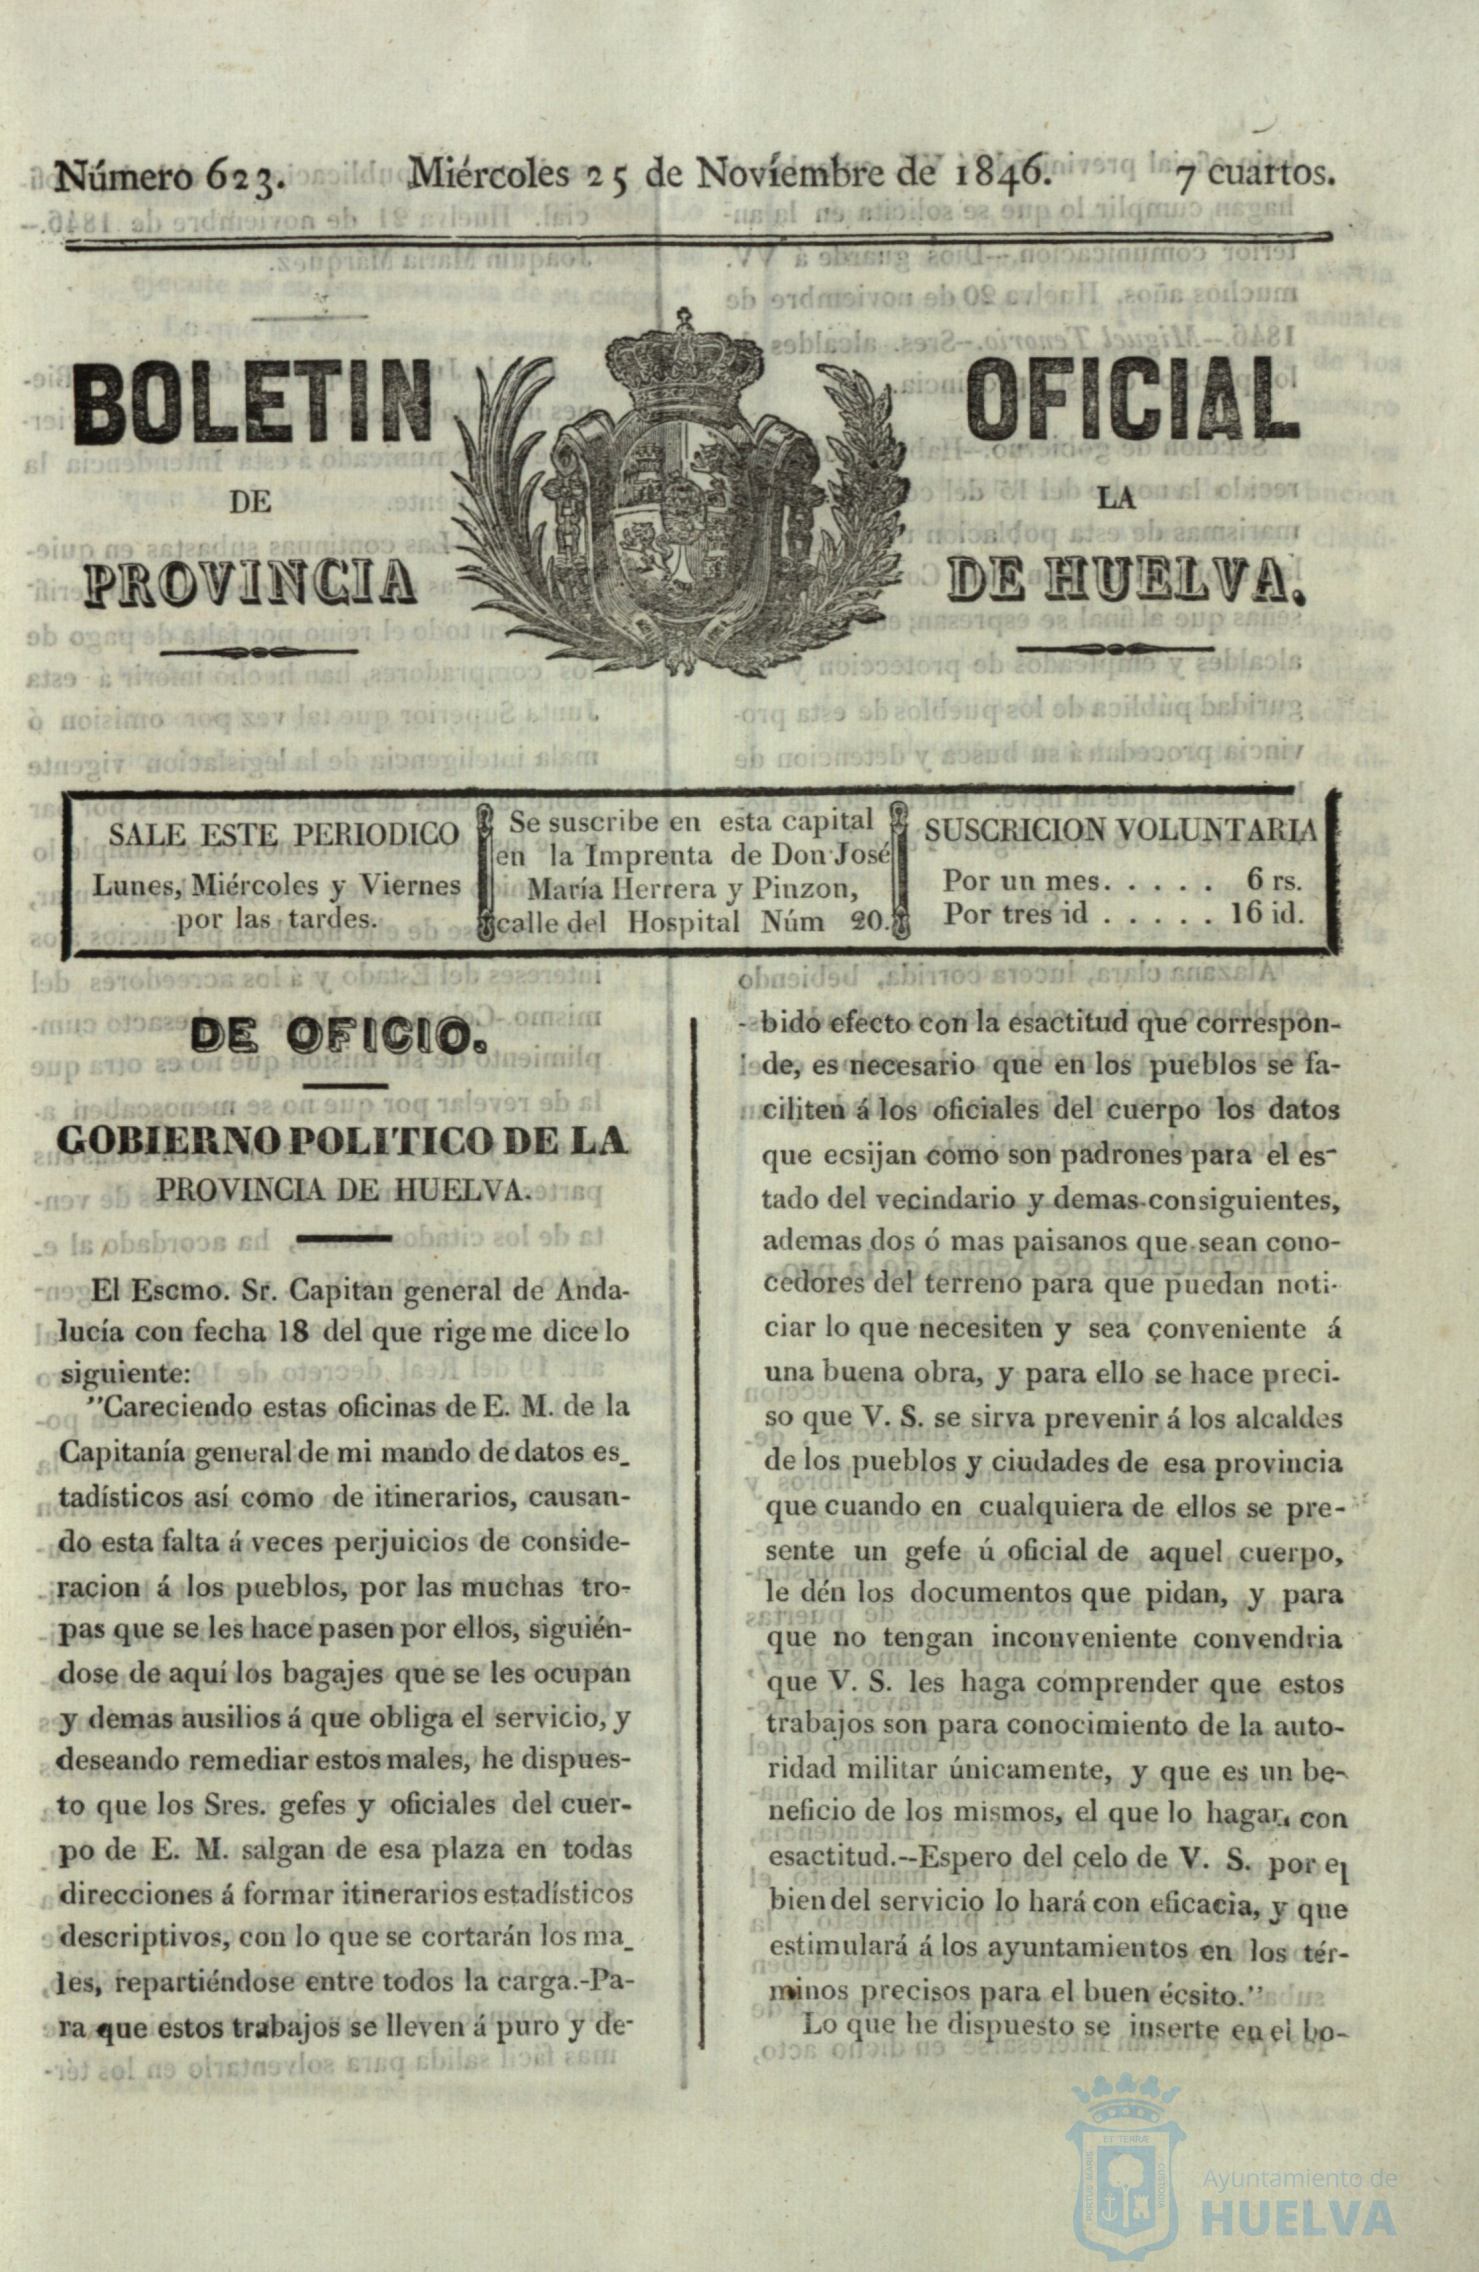 Número 623. Miércoles 25 de Noviembre de 1846. 7 cuartos.
BOLETIN OFICIAL
DE LA
PROVINCIA DE HUELVA.
SALE ESTE PERIODICO
Lunes, Miércoles y Viernes
por las tardes.
Se suscribe en esta capital
en la Imprenta de Don José
María Herrera y Pinzon,
calle del Hospital Núm 20.
SUSCRICION VOLUNTARIA
Por un mes. . . . . 6 rs.
Por tres id . . . . . 16 id.
DE OFICIO.
GOBIERNO POLITICO DE LA
PROVINCIA DE HUELVA.
El Escmo. Sr. Capitan general de Anda-
lucía con fecha 18 del que rige me dice lo
siguiente:
"Careciendo estas oficinas de E. M. de la
Capitanía general de mi mando de datos es_
tadísticos así como de itinerarios, causan-
do esta falta á veces perjuicios de conside-
racion á los pueblos, por las muchas tro-
pas que se les hace pasen por ellos, siguién-
dose de aquí los bagajes que se les ocupan
y demas ausilios á que obliga el servicio, y
deseando remediar estos males, he dispues-
to que los Sres. gefes y oficiales del cuer-
po de E. M. salgan de esa plaza en todas
direcciones á formar itinerarios estadísticos
descriptivos, con lo que se cortarán los ma_
les, repartiéndose entre todos la carga.-Pa-
ra que estos trabajos se lleven á puro y de-
bido efecto con la esactitud que correspon-
de, es necesario que en los pueblos se fa-
ciliten á los oficiales del cuerpo los datos
que ecsijan como son padrones para el es-
tado del vecindario y demas consiguientes,
ademas dos ó mas paisanos que sean cono-
cedores del terreno para que puedan noti-
ciar lo que necesiten y sea conveniente á
una buena obra, y para ello se hace preci-
so que V. S. se sirva prevenir á los alcaldes
de los pueblos y ciudades de esa provincia
que cuando en cualquiera de ellos se pre-
sente un gefe ú oficial de aquel cuerpo,
le dén los documentos que pidan, y para
que no tengan inconveniente convendria
que V. S. les haga comprender que estos
trabajos son para conocimiento de la auto-
ridad militar únicamente, y que es un be-
neficio de los mismos, el que lo hagan con
esactitud.--Espero del celo de V. S. por el
bien del servicio lo hará con eficacia, y que
estimulará á los ayuntamientos en los tér-
minos precisos para el buen écsito."
Lo que he dispuesto se inserte en el bo-
ET TERRÆ
PORTUS MARIS
CUSTODIA
Ayuntamiento de
HUELVA